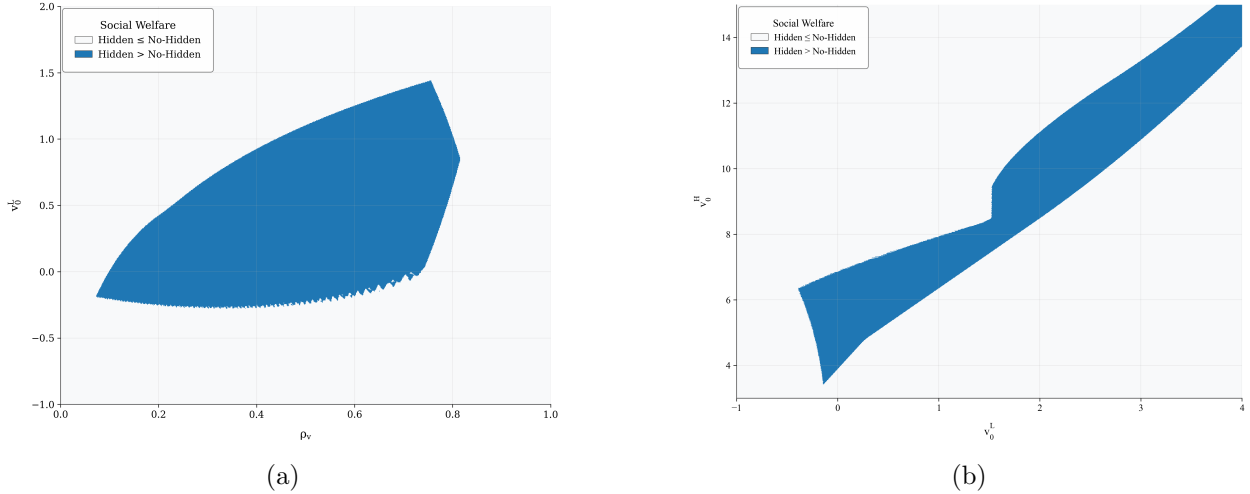 Social Welfare
Hidden ≤ No-Hidden
Hidden > No-Hidden
2.0
1.5
1.0
0.5
0.0
−0.5
−1.0
v₀ᴸ
0.0 0.2 0.4 0.6 0.8 1.0
ρᵥ
(a)
Social Welfare
Hidden ≤ No-Hidden
Hidden > No-Hidden
14
12
10
8
6
4
v₀ᴴ
−1 0 1 2 3 4
v₀ᴸ
(b)